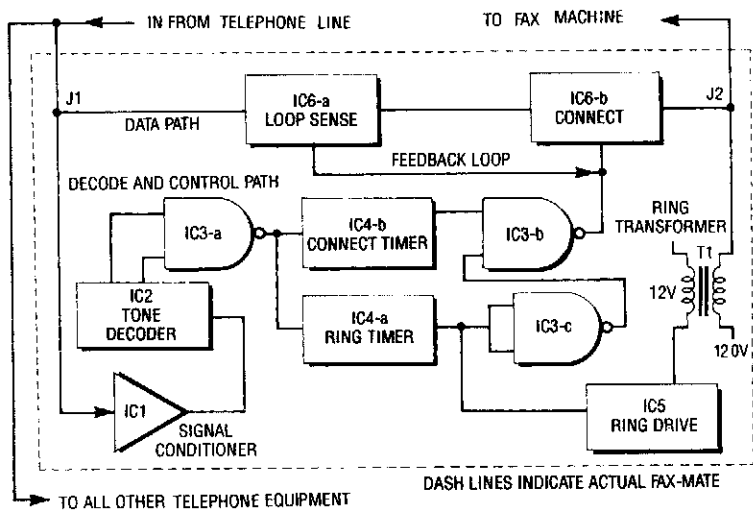 IN FROM TELEPHONE LINE
TO FAX MACHINE
J1
IC6-a
LOOP SENSE
IC6-b
CONNECT
J2
DATA PATH
FEEDBACK LOOP
DECODE AND CONTROL PATH
IC3-a
IC4-b
CONNECT TIMER
IC3-b
RING
TRANSFORMER
T1
12V
120V
IC2
TONE
DECODER
IC4-a
RING TIMER
IC3-c
IC1
SIGNAL
CONDITIONER
IC5
RING DRIVE
DASH LINES INDICATE ACTUAL FAX-MATE
TO ALL OTHER TELEPHONE EQUIPMENT